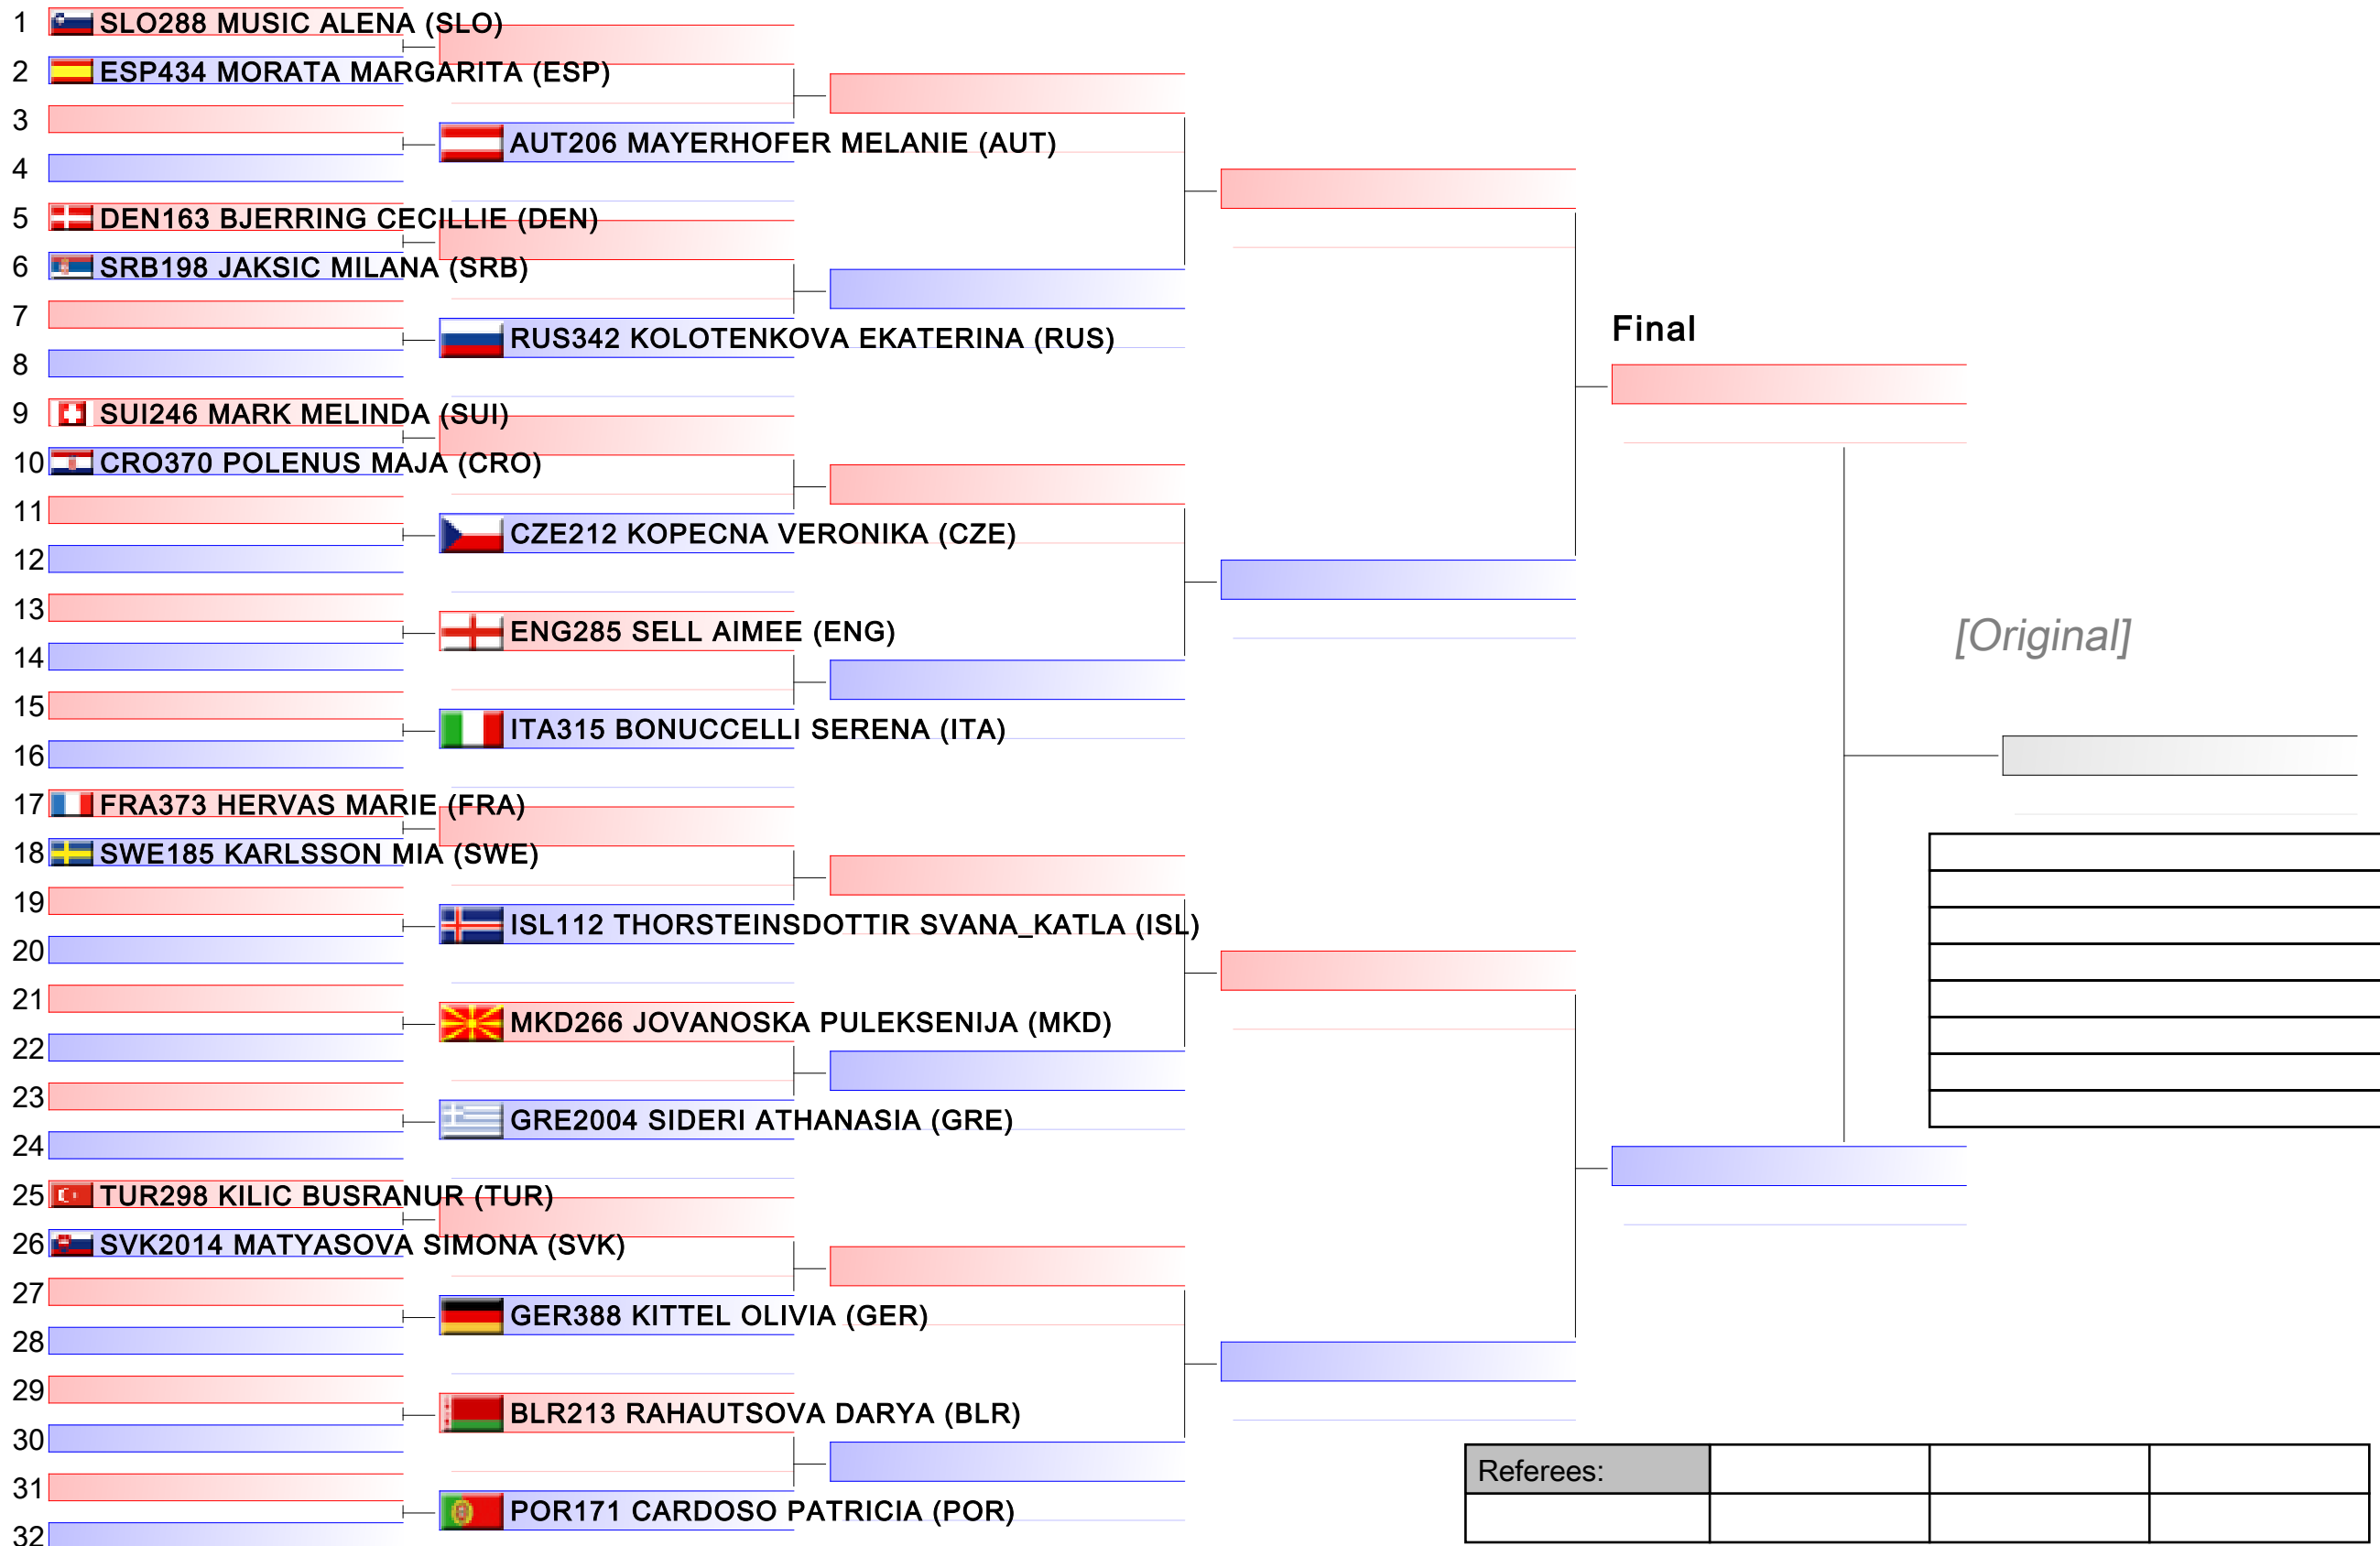 1 SLO288 MUSIC ALENA (SLO)
2 ESP434 MORATA MARGARITA (ESP)
3
AUT206 MAYERHOFER MELANIE (AUT)
4
5 DEN163 BJERRING CECILLIE (DEN)
6 SRB198 JAKSIC MILANA (SRB)
7
RUS342 KOLOTENKOVA EKATERINA (RUS)
8
Final
9 SUI246 MARK MELINDA (SUI)
10 CRO370 POLENUS MAJA (CRO)
11
CZE212 KOPECNA VERONIKA (CZE)
12
13
ENG285 SELL AIMEE (ENG)
[Original]
14
15
ITA315 BONUCCELLI SERENA (ITA)
16
17 FRA373 HERVAS MARIE (FRA)
18 SWE185 KARLSSON MIA (SWE)
19
ISL112 THORSTEINSDOTTIR SVANA_KATLA (ISL)
20
21
MKD266 JOVANOSKA PULEKSENIJA (MKD)
22
23
GRE2004 SIDERI ATHANASIA (GRE)
24
25 TUR298 KILIC BUSRANUR (TUR)
26 SVK2014 MATYASOVA SIMONA (SVK)
27
GER388 KITTEL OLIVIA (GER)
28
29
BLR213 RAHAUTSOVA DARYA (BLR)
30
Referees:
31
POR171 CARDOSO PATRICIA (POR)
32